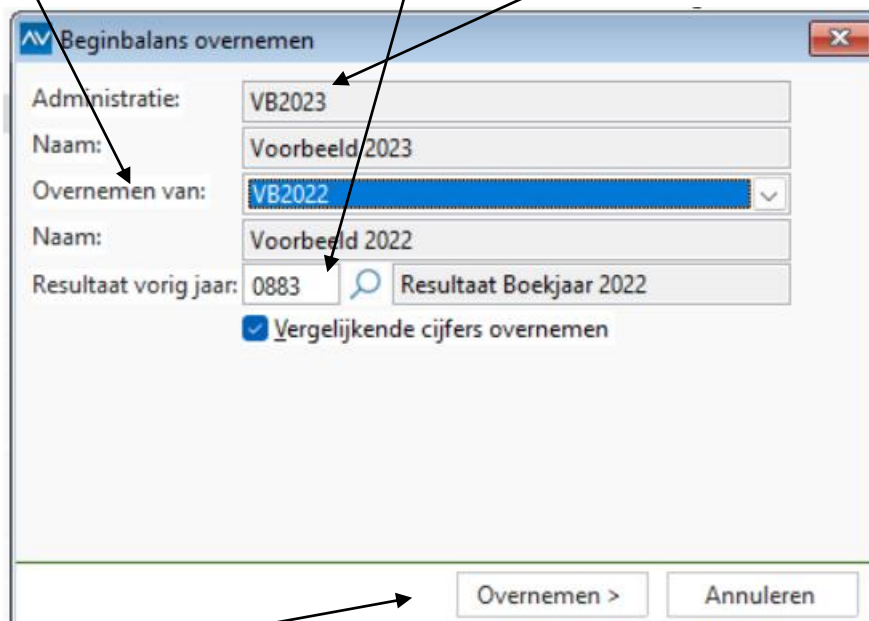 Beginbalans overnemen
Administratie: VB2023
Naam: Voorbeeld 2023
Overnemen van: VB2022
Naam: Voorbeeld 2022
Resultaat vorig jaar: 0883 Resultaat Boekjaar 2022
Vergelijkende cijfers overnemen
Overnemen > Annuleren